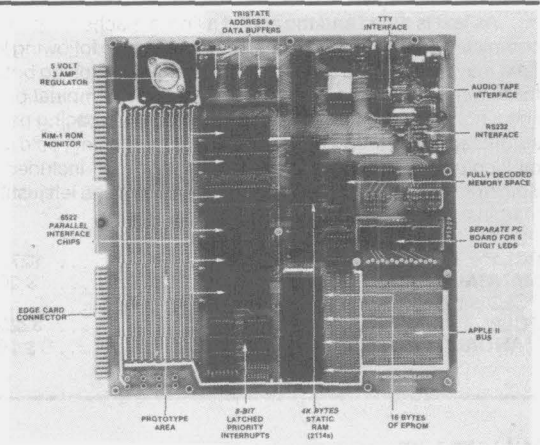 TRISTATE
ADDRESS &
DATA BUFFERS
TTY
INTERFACE
5 VOLT
3 AMP
REGULATOR
AUDIO TAPE
INTERFACE
KIM-1 ROM
MONITOR
RS232
INTERFACE
FULLY DECODED
MEMORY SPACE
6522
PARALLEL
INTERFACE
CHIPS
SEPARATE PC
BOARD FOR 6
DIGIT LEDS
EDGE CARD
CONNECTOR
APPLE II
BUS
PROTOTYPE
AREA
8-BIT
LATCHED
PRIORITY
INTERRUPTS
4K BYTES
STATIC
RAM
(2114s)
16 BYTES
OF EPROM